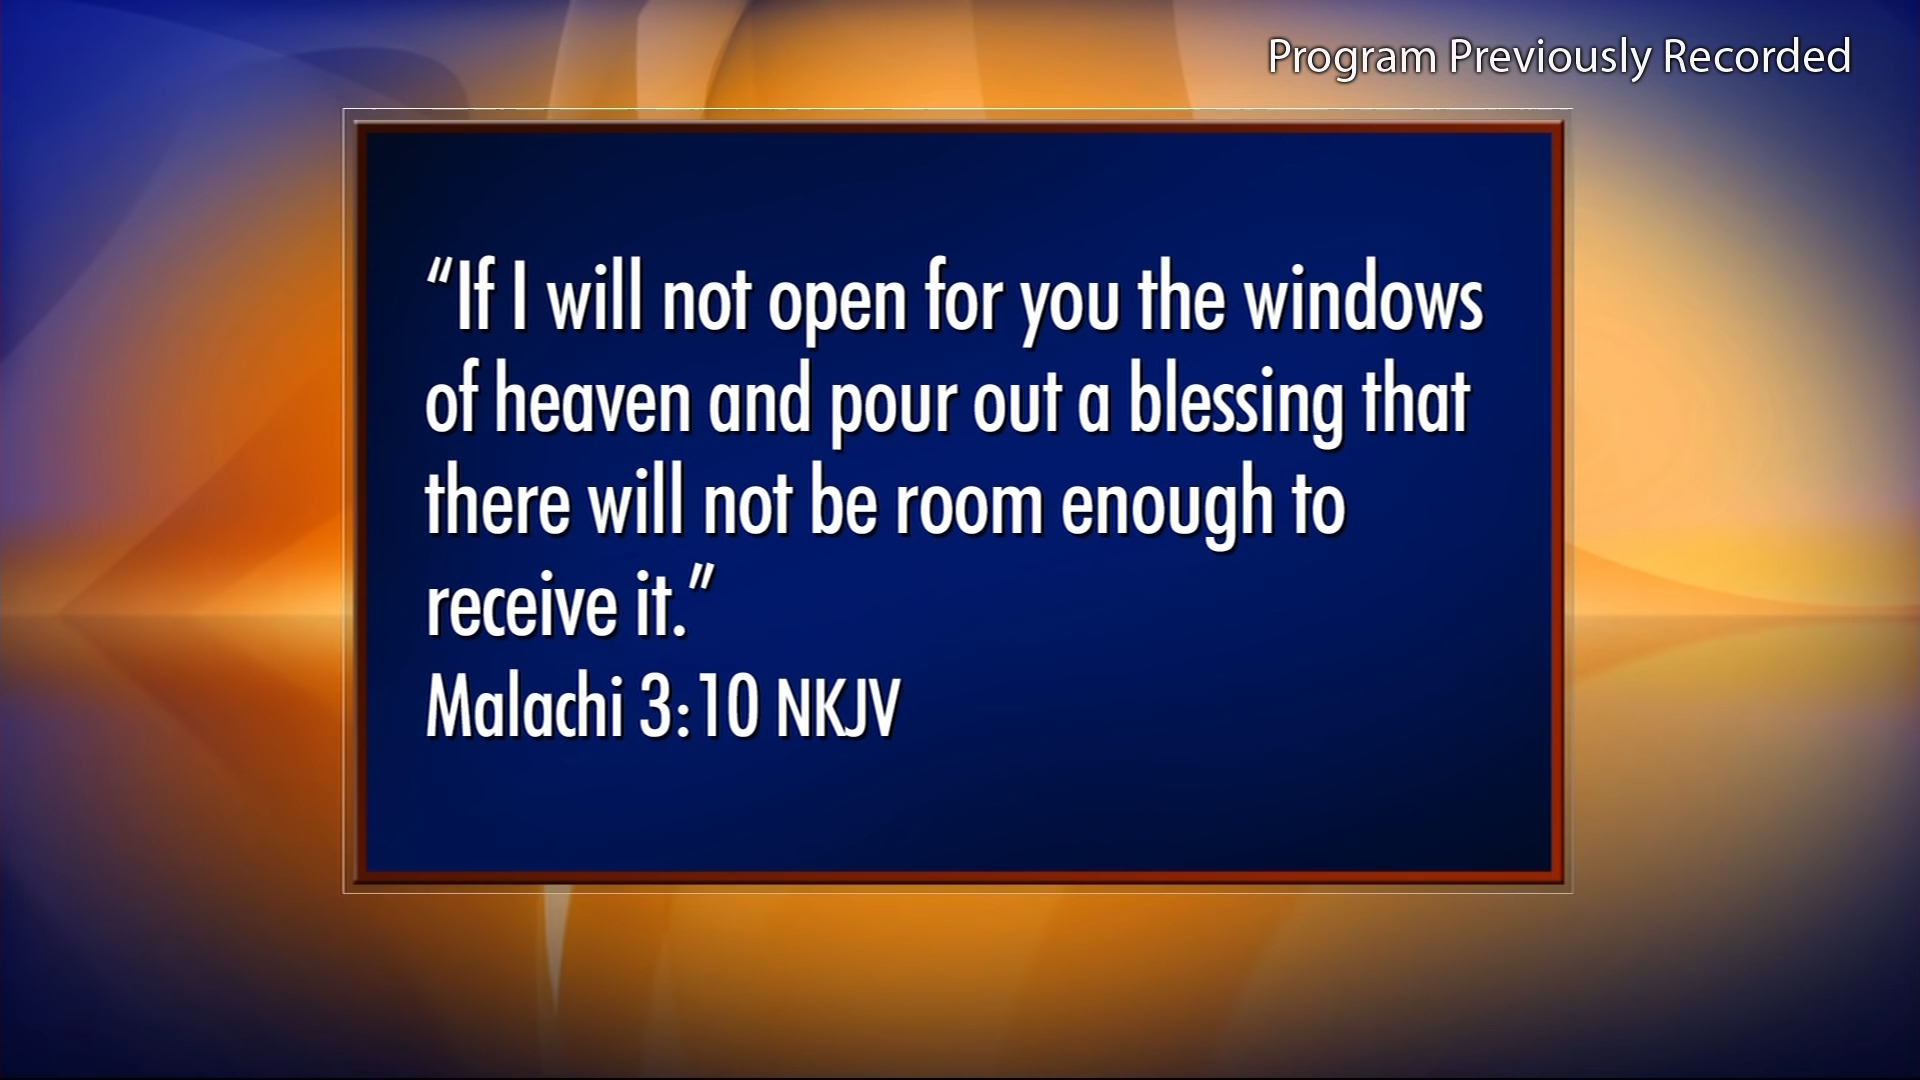 Program Previously Recorded
“If I will not open for you the windows
of heaven and pour out a blessing that
there will not be room enough to
receive it.”
Malachi 3:10 NKJV